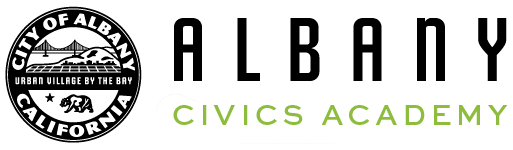 CITY OF ALBANY
URBAN VILLAGE BY THE BAY
CALIFORNIA
ALBANY
CIVICS ACADEMY